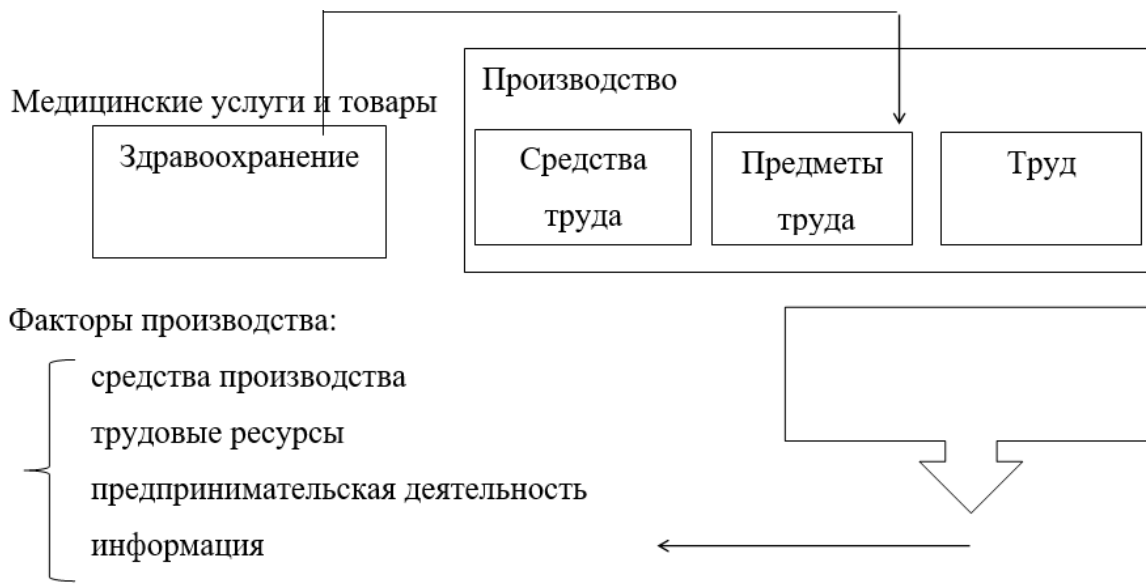 Производство
Медицинские услуги и товары
Здравоохранение
Средства
труда
Предметы
труда
Труд
Факторы производства:
средства производства
трудовые ресурсы
предпринимательская деятельность
информация